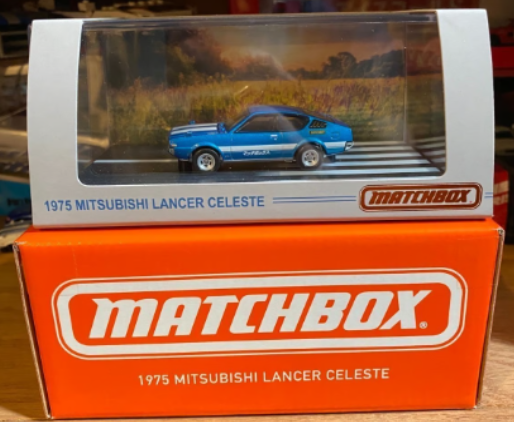 1975 MITSUBISHI LANCER CELESTE
MATCHBOX
MATCHBOX®
1975 MITSUBISHI LANCER CELESTE